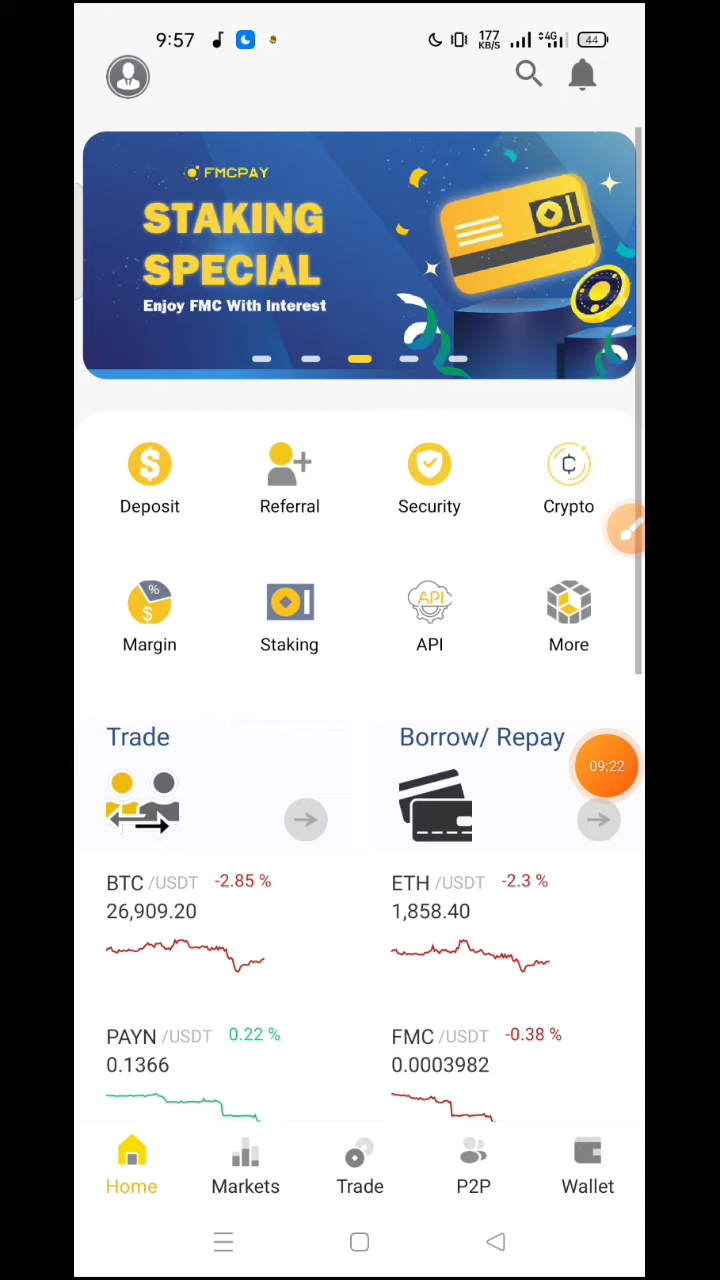 9:57
177
KB/S
4G
44
FMCPAY
STAKING
SPECIAL
Enjoy FMC With Interest
Deposit
Referral
Security
Crypto
% $
Margin
Staking
API
API
More
Trade
Borrow/ Repay
09:22
BTC /USDT -2.85 %
26,909.20
ETH /USDT -2.3 %
1,858.40
PAYN /USDT 0.22 %
0.1366
FMC /USDT -0.38 %
0.0003982
Home
Markets
Trade
P2P
Wallet